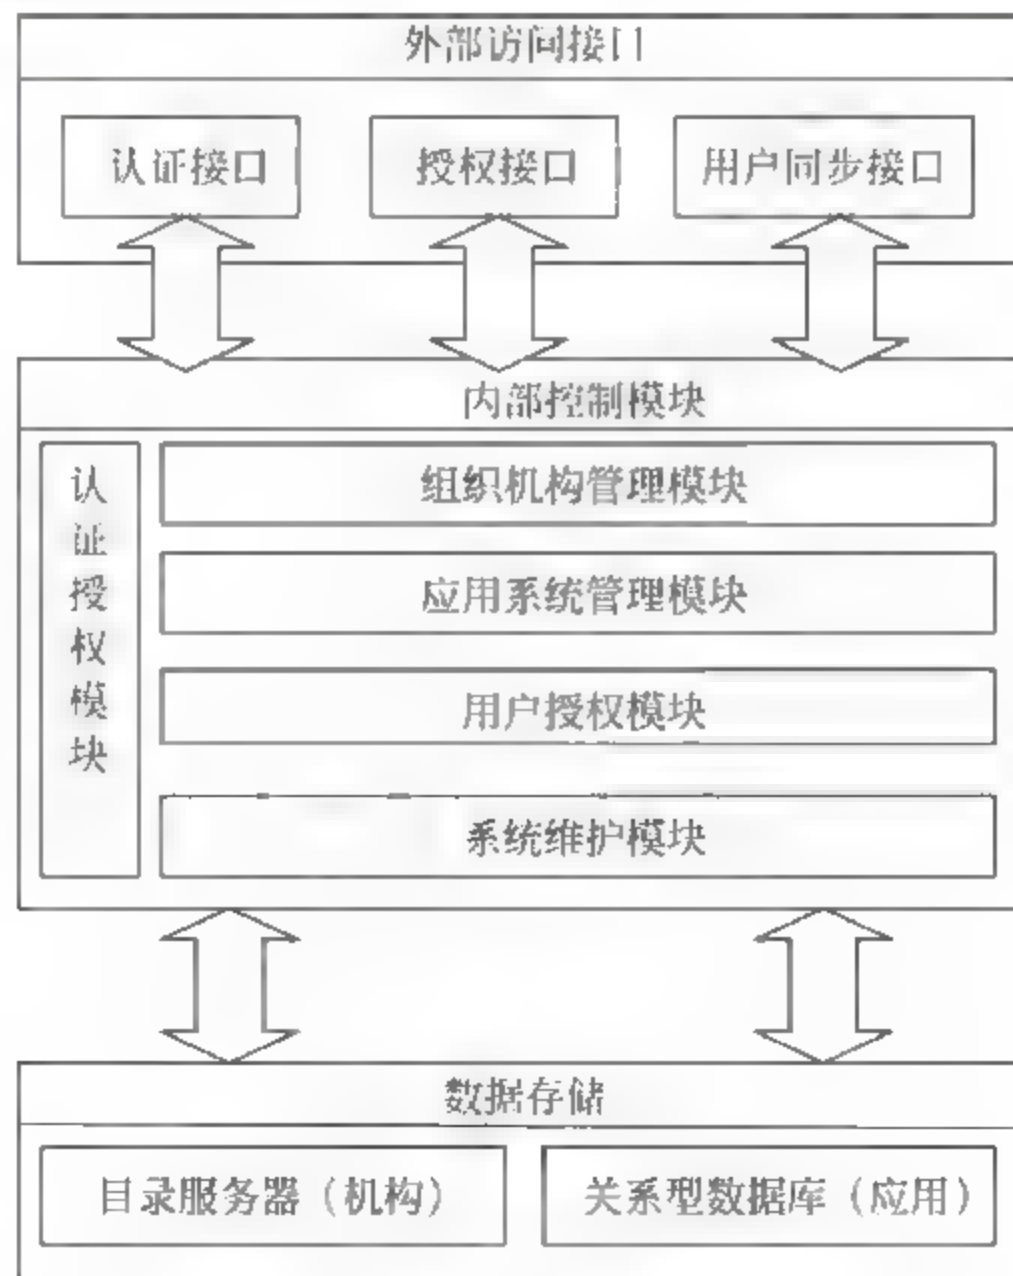 外部访问接口
认证接口
授权接口
用户同步接口
内部控制模块
认证授权模块
组织机构管理模块
应用系统管理模块
用户授权模块
系统维护模块
数据存储
目录服务器（机构）
关系型数据库（应用）